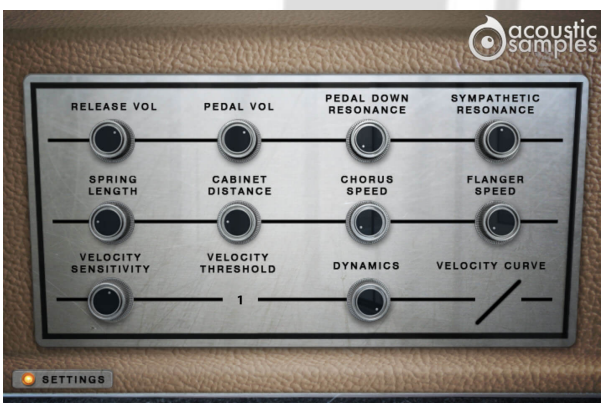 acoustic
samples
RELEASE VOL
PEDAL VOL
PEDAL DOWN
RESONANCE
SYMPATHETIC
RESONANCE
SPRING
LENGTH
CABINET
DISTANCE
CHORUS
SPEED
FLANGER
SPEED
VELOCITY
SENSITIVITY
VELOCITY
THRESHOLD
1
DYNAMICS
VELOCITY CURVE
SETTINGS